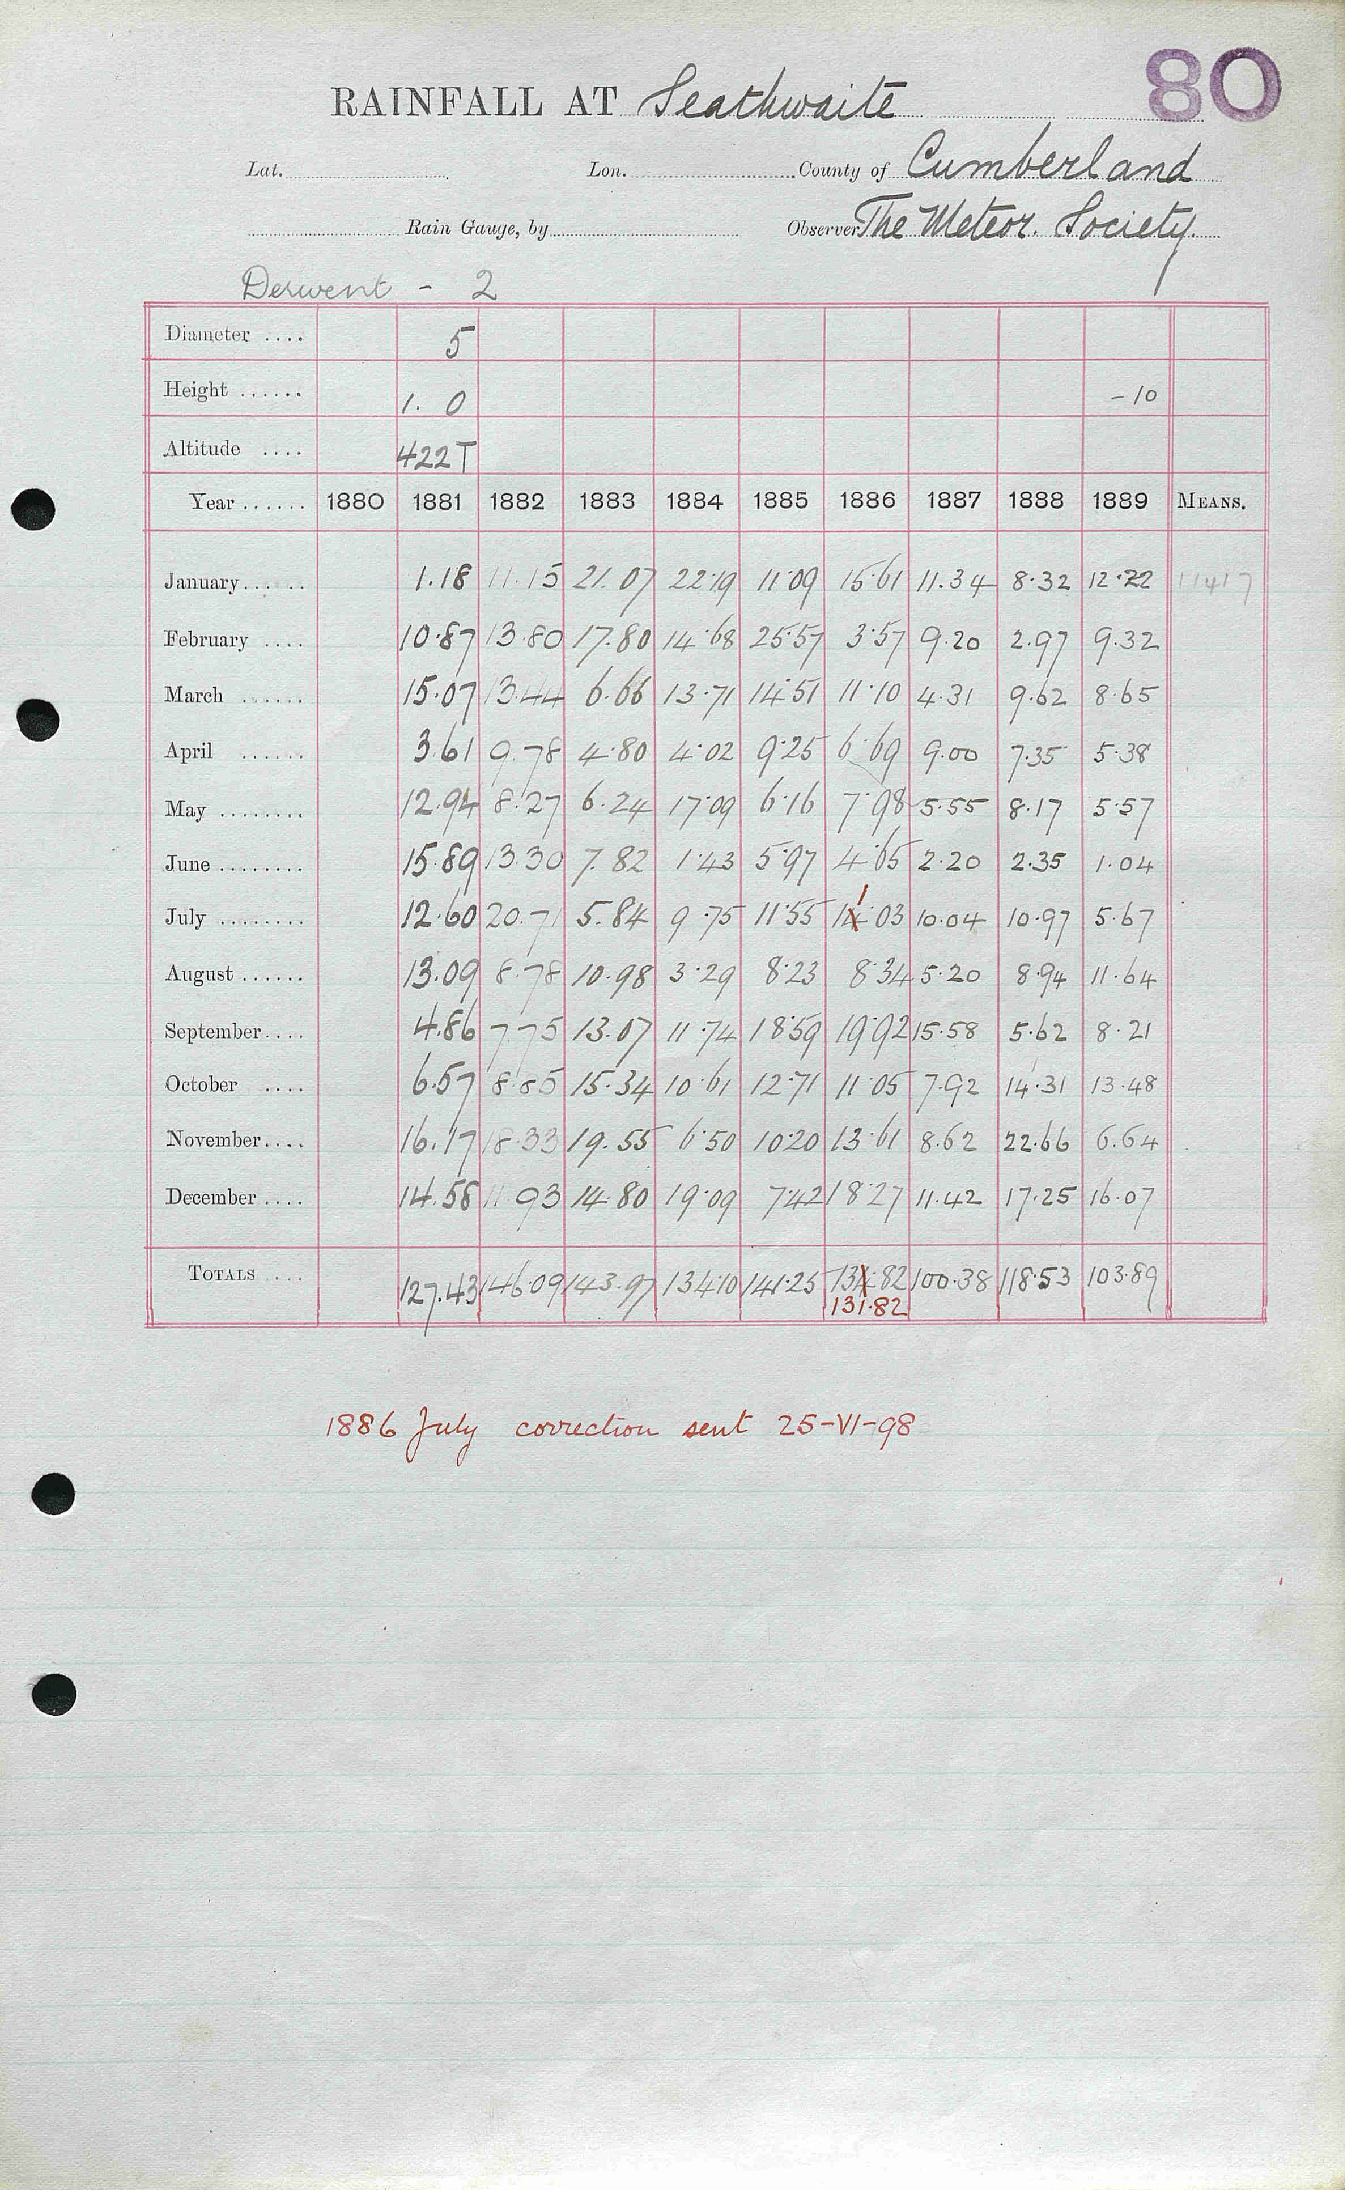 80
RAINFALL AT Seathwaite
Lat. Lon. County of Cumberland
Rain Gauge, by Observer The Meteor. Society.
Derwent - 2
Diameter .... 5
Height ...... 1. 0 -10
Altitude .... 422T
Year ...... 1880 1881 1882 1883 1884 1885 1886 1887 1888 1889 MEANS.
January...... 1.18 11.15 21.07 22.19 11.09 15.61 11.34 8.32 12.22
February .... 10.87 13.80 17.80 14.68 25.57 3.57 9.20 2.97 9.32
March ...... 15.07 13.44 6.66 13.71 14.51 11.10 4.31 9.62 8.65
April ...... 3.61 9.78 4.80 4.02 9.25 6.69 9.00 7.35 5.38
May ........ 12.94 8.27 6.24 17.09 6.16 7.98 5.55 8.17 5.57
June ........ 15.89 13.30 7.82 1.43 5.97 4.65 2.20 2.35 1.04
July ........ 12.60 20.71 5.84 9.75 11.55 11.03 10.04 10.97 5.67
August ...... 13.09 8.78 10.98 3.29 8.23 8.34 5.20 8.94 11.64
September.... 4.86 7.75 13.07 11.74 18.59 19.92 15.58 5.62 8.21
October .... 6.57 8.85 15.34 10.61 12.71 11.05 7.92 14.31 13.48
November.... 16.17 18.33 19.55 6.50 10.20 13.61 8.62 22.66 6.64
December.... 14.58 11.93 14.80 19.09 7.42 18.27 11.42 17.25 16.07
TOTALS .... 127.43 146.09 143.97 134.10 141.25 134.82 100.38 118.53 103.89
131.82
1886 July correction sent 25-VI-98